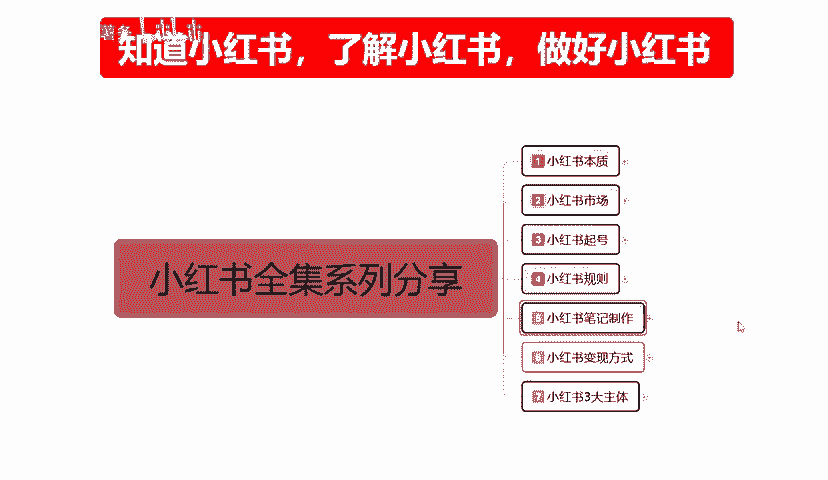 知道小红书，了解小红书，做好小红书
小红书全集系列分享
1 小红书本质
2 小红书市场
3 小红书起号
4 小红书规则
5 小红书笔记制作
6 小红书变现方式
7 小红书3大主体